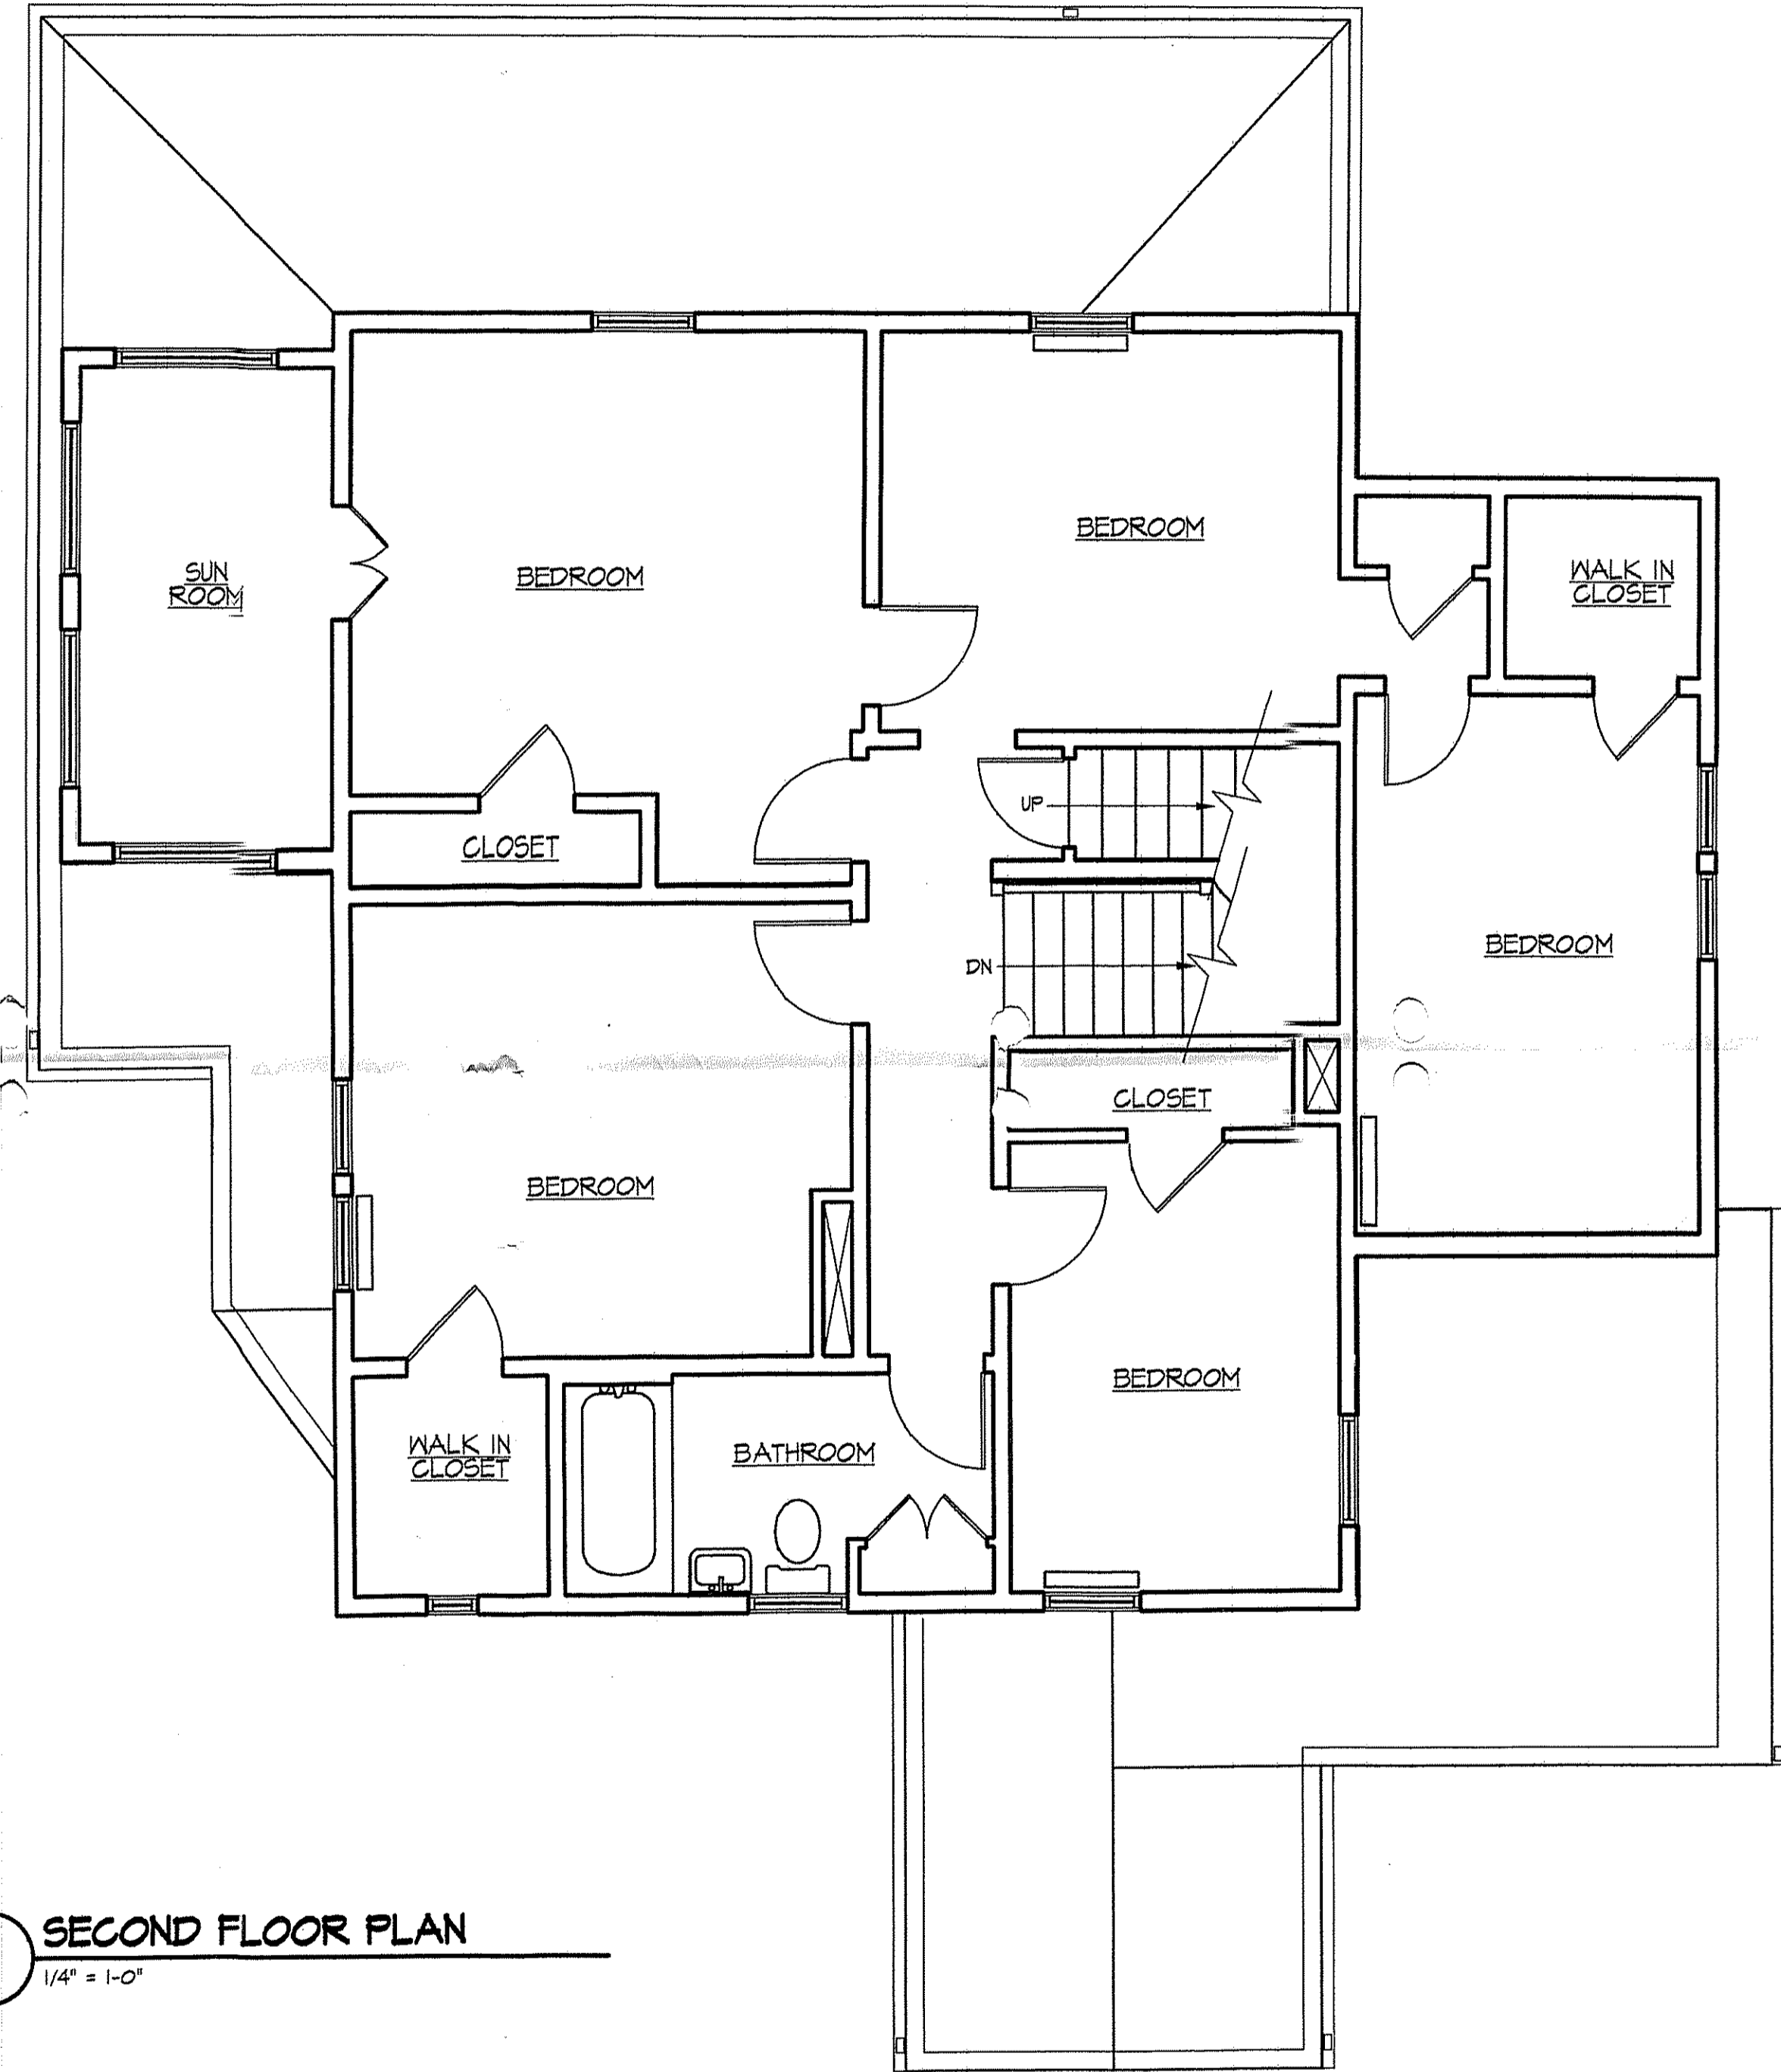 BEDROOM
SUN
ROOM
BEDROOM
WALK IN
CLOSET
UP
CLOSET
BEDROOM
DN
CLOSET
BEDROOM
BEDROOM
WALK IN
CLOSET
BATHROOM
SECOND FLOOR PLAN
1/4" = 1-0"